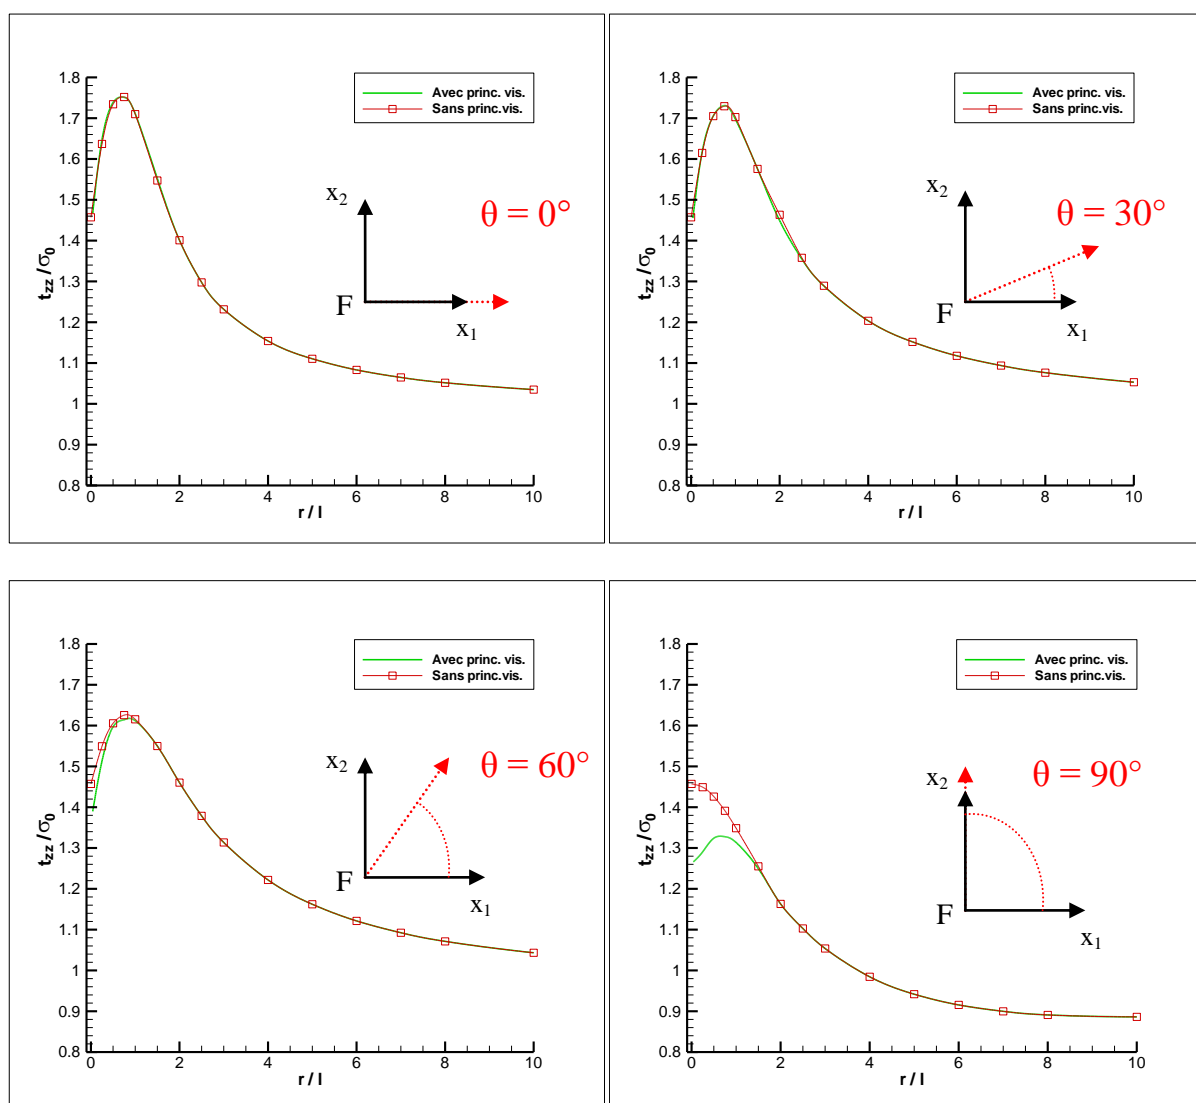 Avec princ. vis.
Sans princ.vis.
1.8
1.7
1.6
1.5
1.4
1.3
1.2
1.1
1
0.9
0.8
t_zz/σ_0
x_2
θ = 0°
F
x_1
0 2 4 6 8 10
r / l
Avec princ. vis.
Sans princ.vis.
1.8
1.7
1.6
1.5
1.4
1.3
1.2
1.1
1
0.9
0.8
t_zz/σ_0
x_2
θ = 30°
F
x_1
0 2 4 6 8 10
r / l
Avec princ. vis.
Sans princ.vis.
1.8
1.7
1.6
1.5
1.4
1.3
1.2
1.1
1
0.9
0.8
t_zz/σ_0
x_2
θ = 60°
F
x_1
0 2 4 6 8 10
r / l
Avec princ. vis.
Sans princ.vis.
1.8
1.7
1.6
1.5
1.4
1.3
1.2
1.1
1
0.9
0.8
t_zz/σ_0
x_2
θ = 90°
F
x_1
0 2 4 6 8 10
r / l